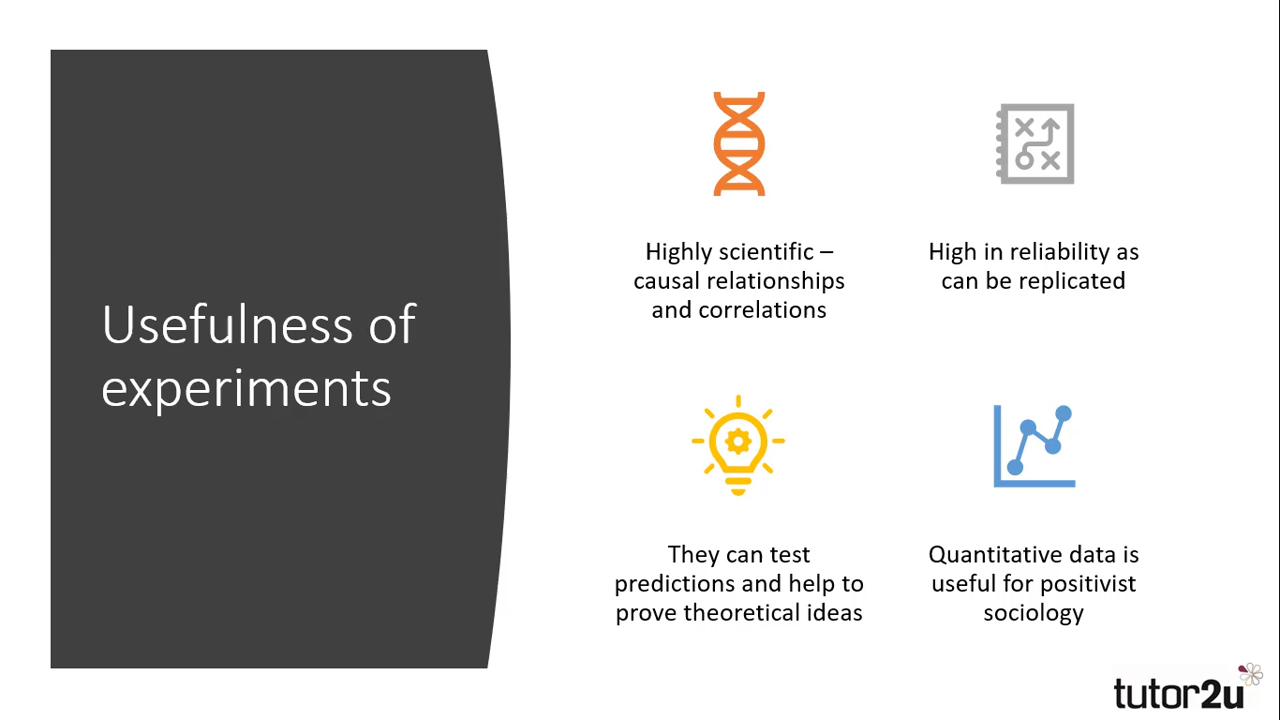 Usefulness of
experiments
Highly scientific –
causal relationships
and correlations
High in reliability as
can be replicated
They can test
predictions and help to
prove theoretical ideas
Quantitative data is
useful for positivist
sociology
tutor2u